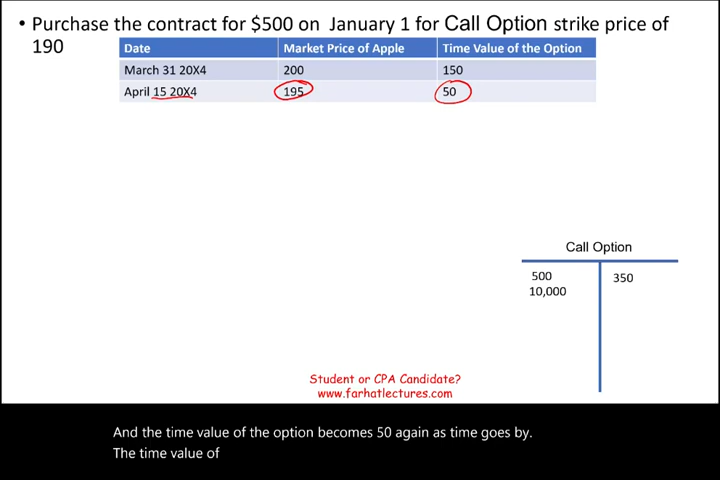 • Purchase the contract for $500 on January 1 for Call Option strike price of
190
Date Market Price of Apple Time Value of the Option
March 31 20X4 200 150
April 15 20X4 195 50
Call Option
500 350
10,000
Student or CPA Candidate?
www.farhatlectures.com
And the time value of the option becomes 50 again as time goes by.
The time value of